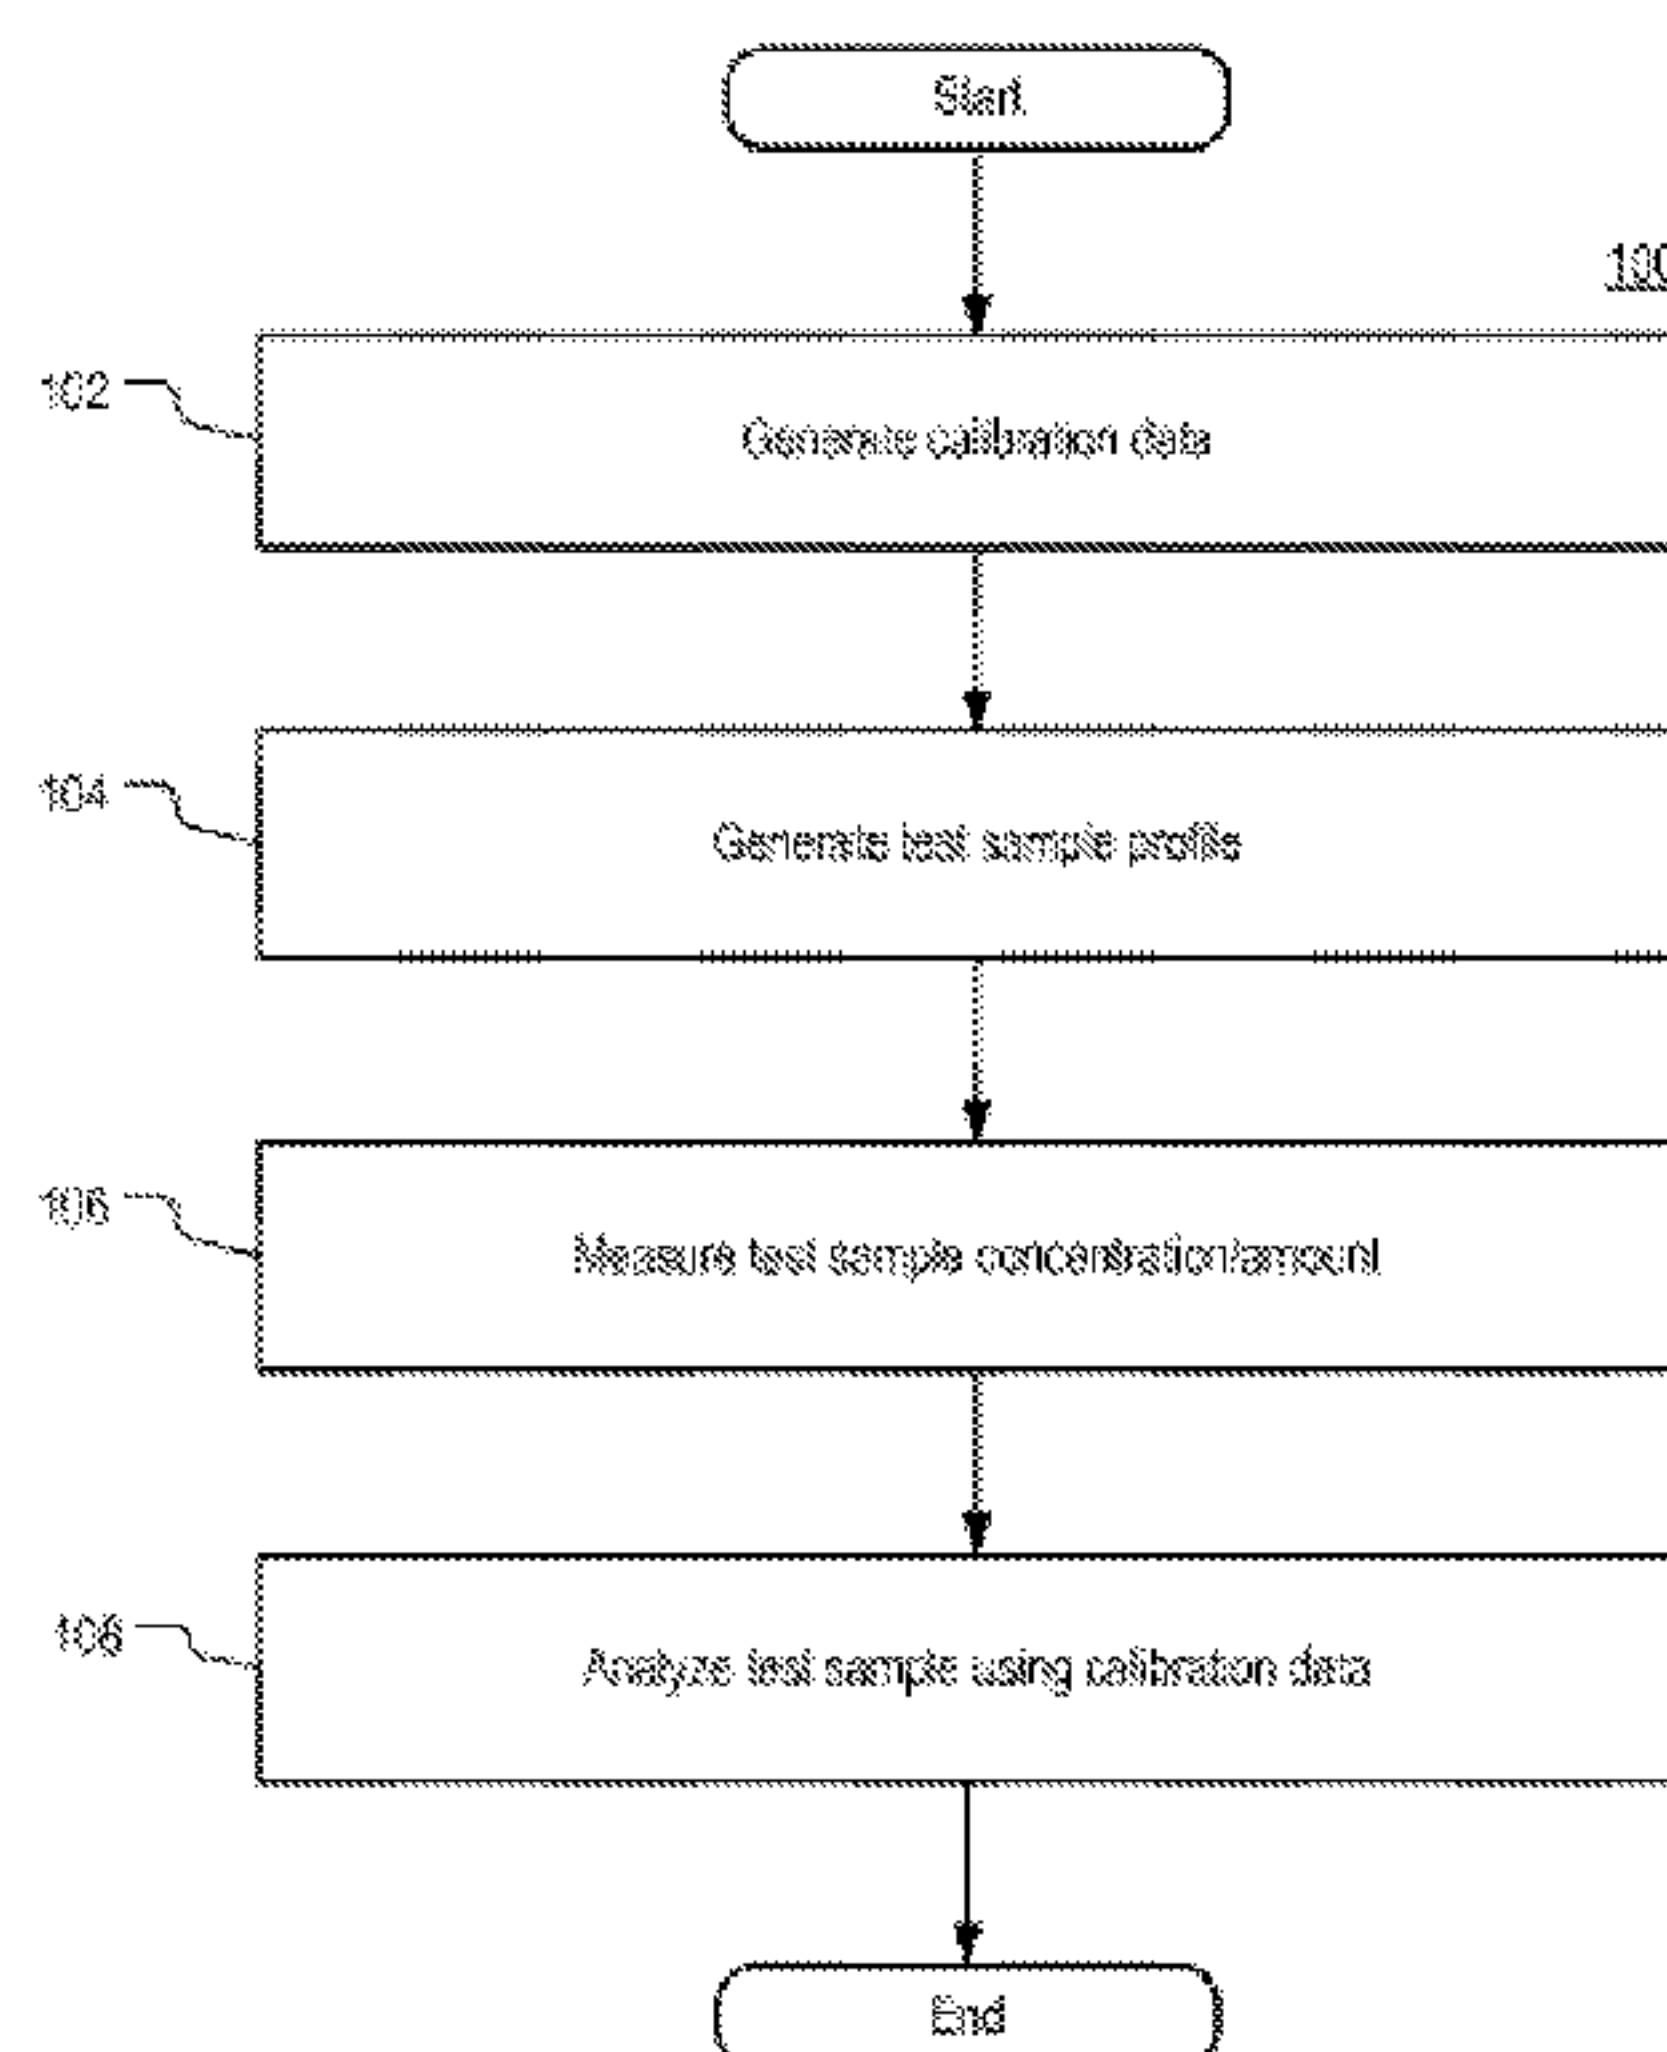 Start
100
102
Generate calibration data
104
Generate test sample profile
106
Measure test sample concentration/amount
Analyze test sample using calibration data
End